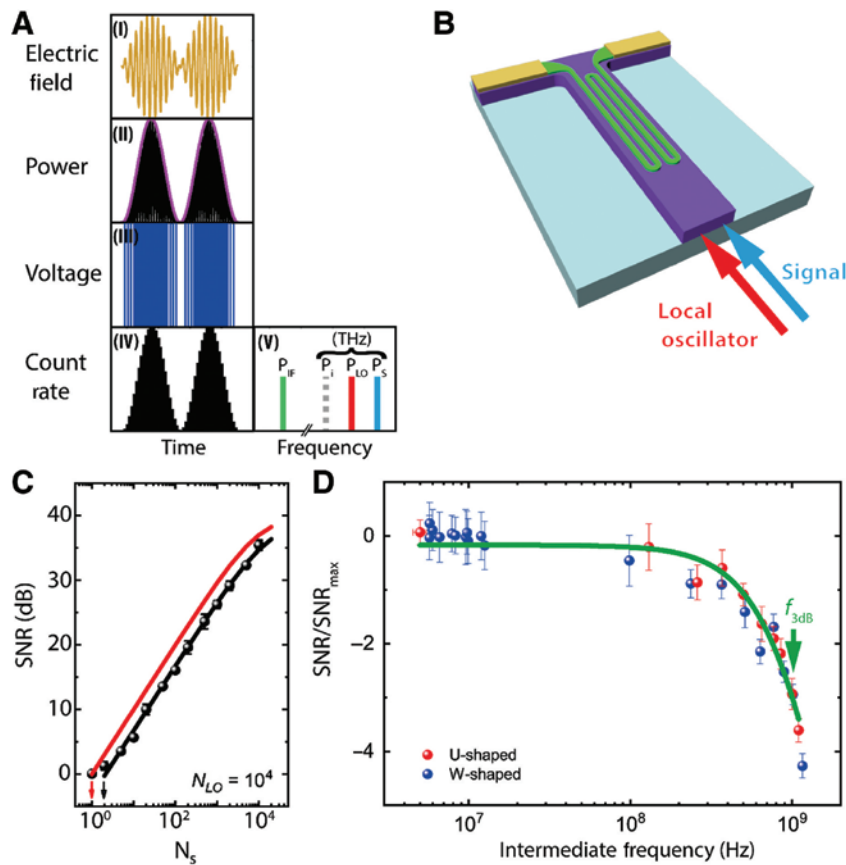 A
Electric
field
(I)
Power
(II)
Voltage
(III)
Count
rate
(IV)
(V)
(THz)
P_IF
P_i
P_LO
P_S
Time
Frequency
B
Signal
Local
oscillator
C
SNR (dB)
40
30
20
10
0
N_LO = 10^4
10^0
10^2
10^4
N_s
D
SNR/SNR_max
0
−2
−4
f_3dB
U-shaped
W-shaped
10^7
10^8
10^9
Intermediate frequency (Hz)